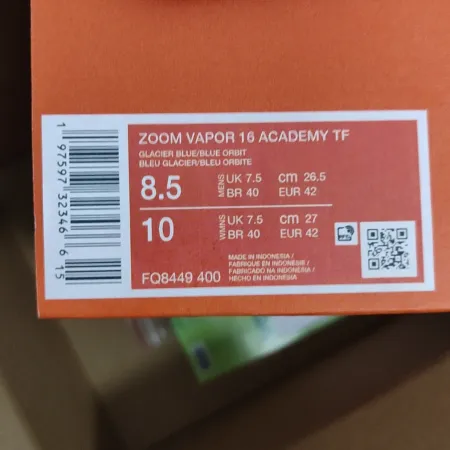 ZOOM VAPOR 16 ACADEMY TF
GLACIER BLUE/BLUE ORBIT
BLEU GLACIER/BLEU ORBITE
8.5 MENS UK 7.5 cm 26.5
BR 40 EUR 42
10 WMNS UK 7.5 cm 27
BR 40 EUR 42
FQ8449 400
MADE IN INDONESIA /
FABRIQUE EN INDONESIE /
FABRICADO NA INDONESIA /
HECHO EN INDONESIA
1 97597 32346 6 15